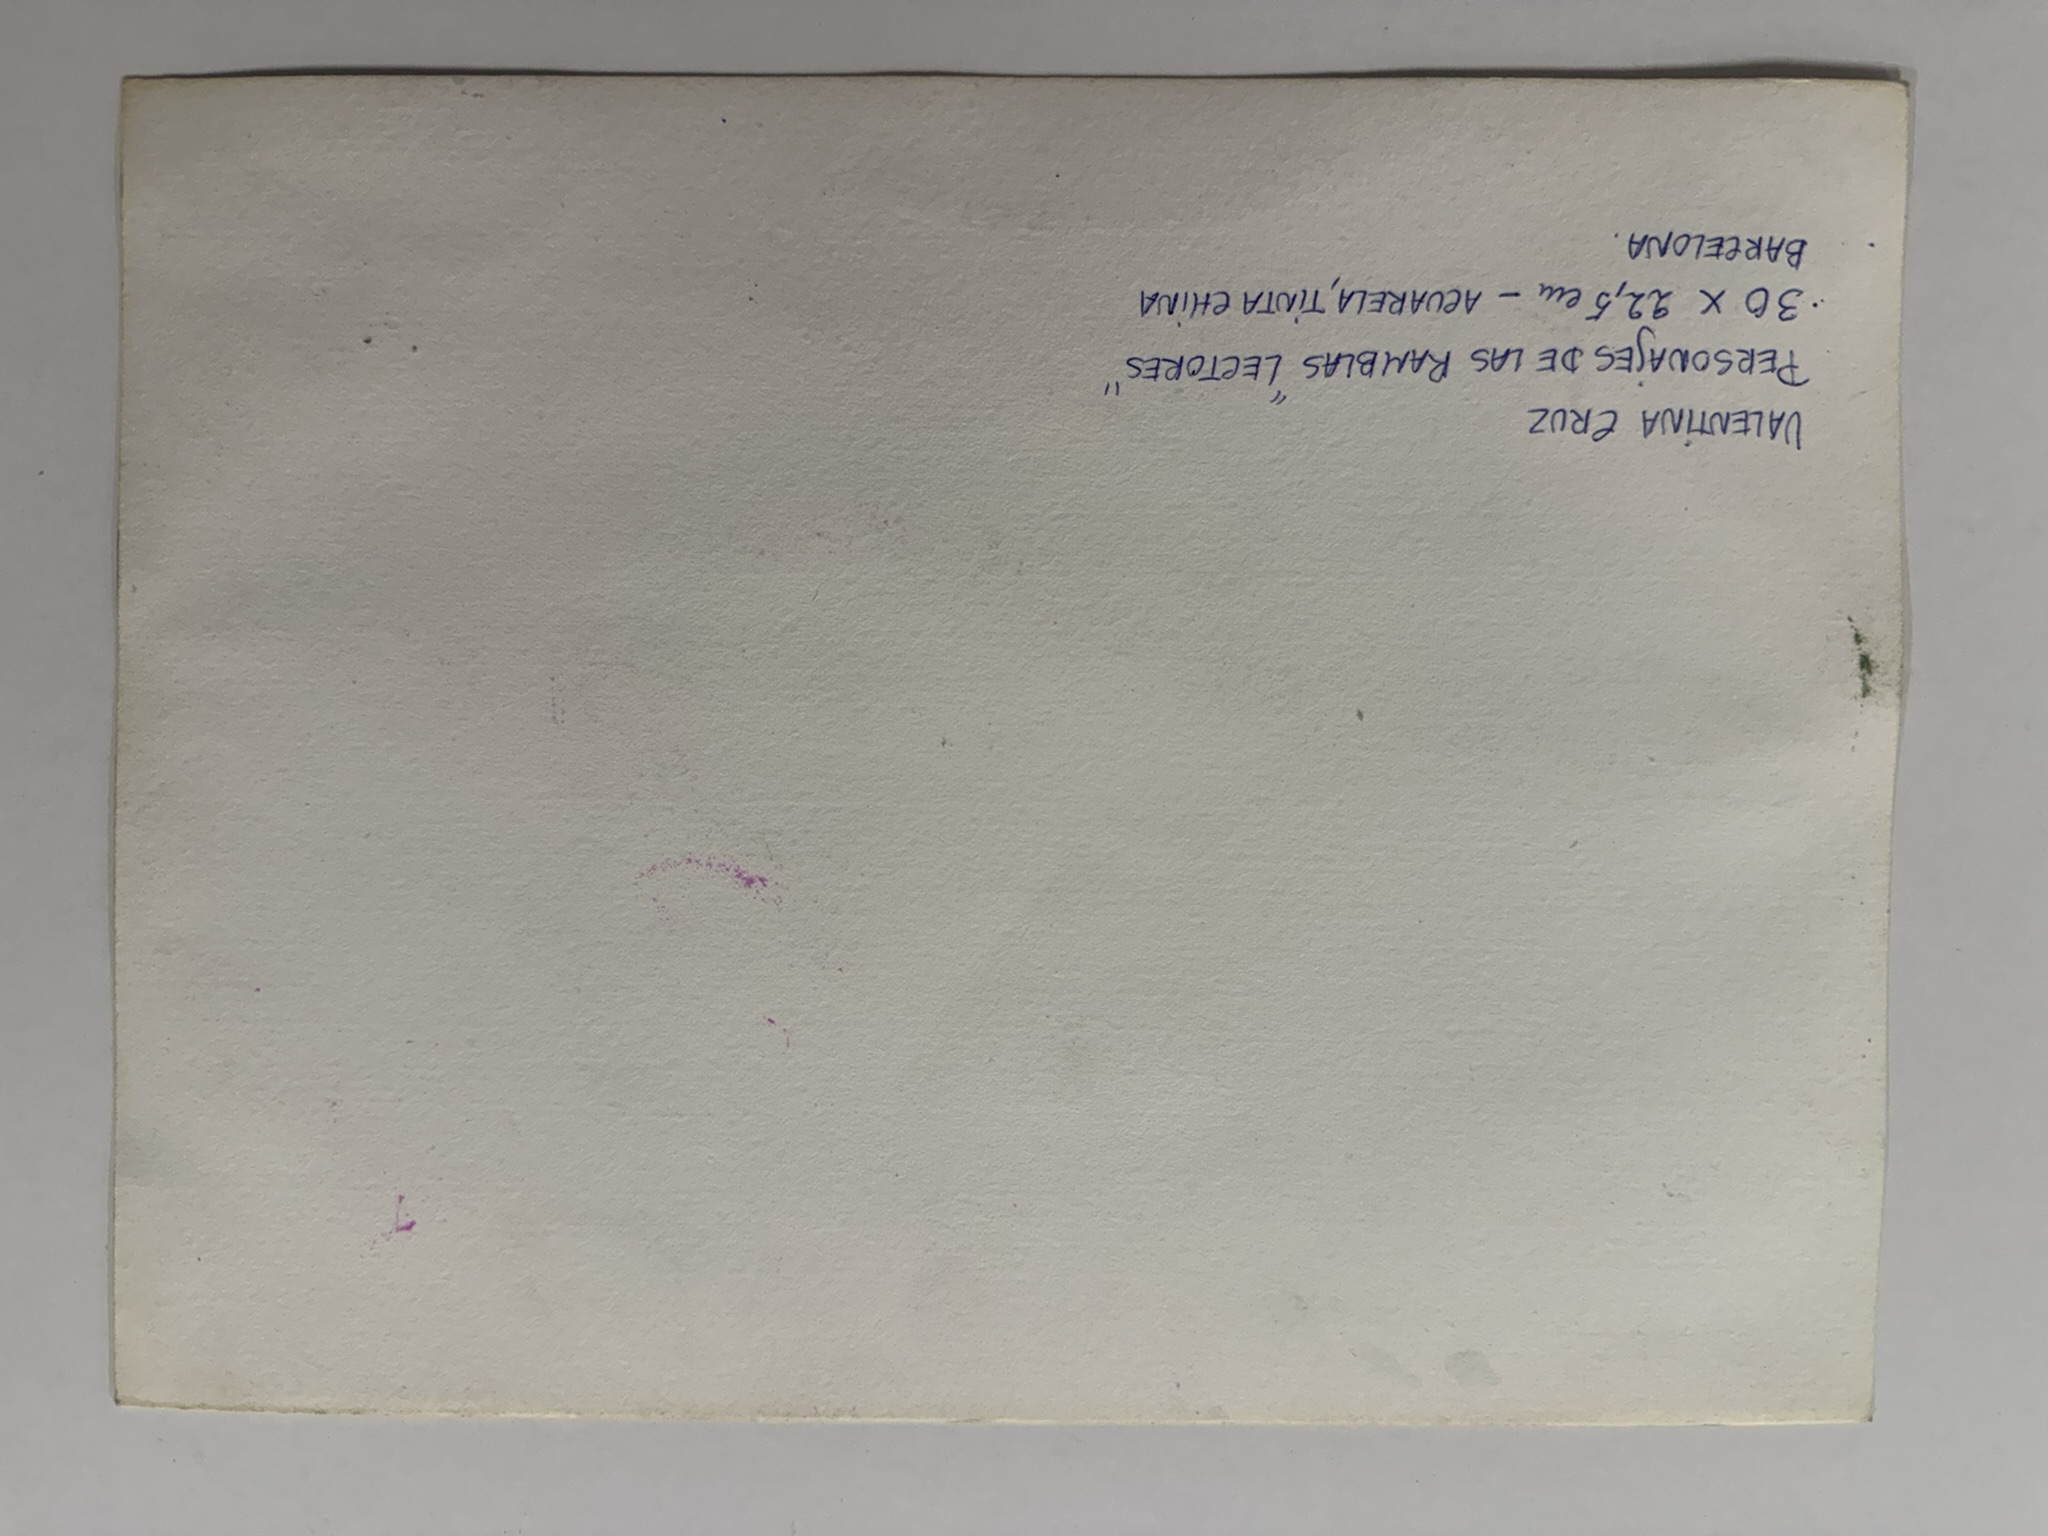 VALENTINA CRUZ
PERSONAJES DE LAS RAMBLAS "LECTORES"
30 X 22,5 cm - ACUARELA, TINTA CHINA
BARCELONA.